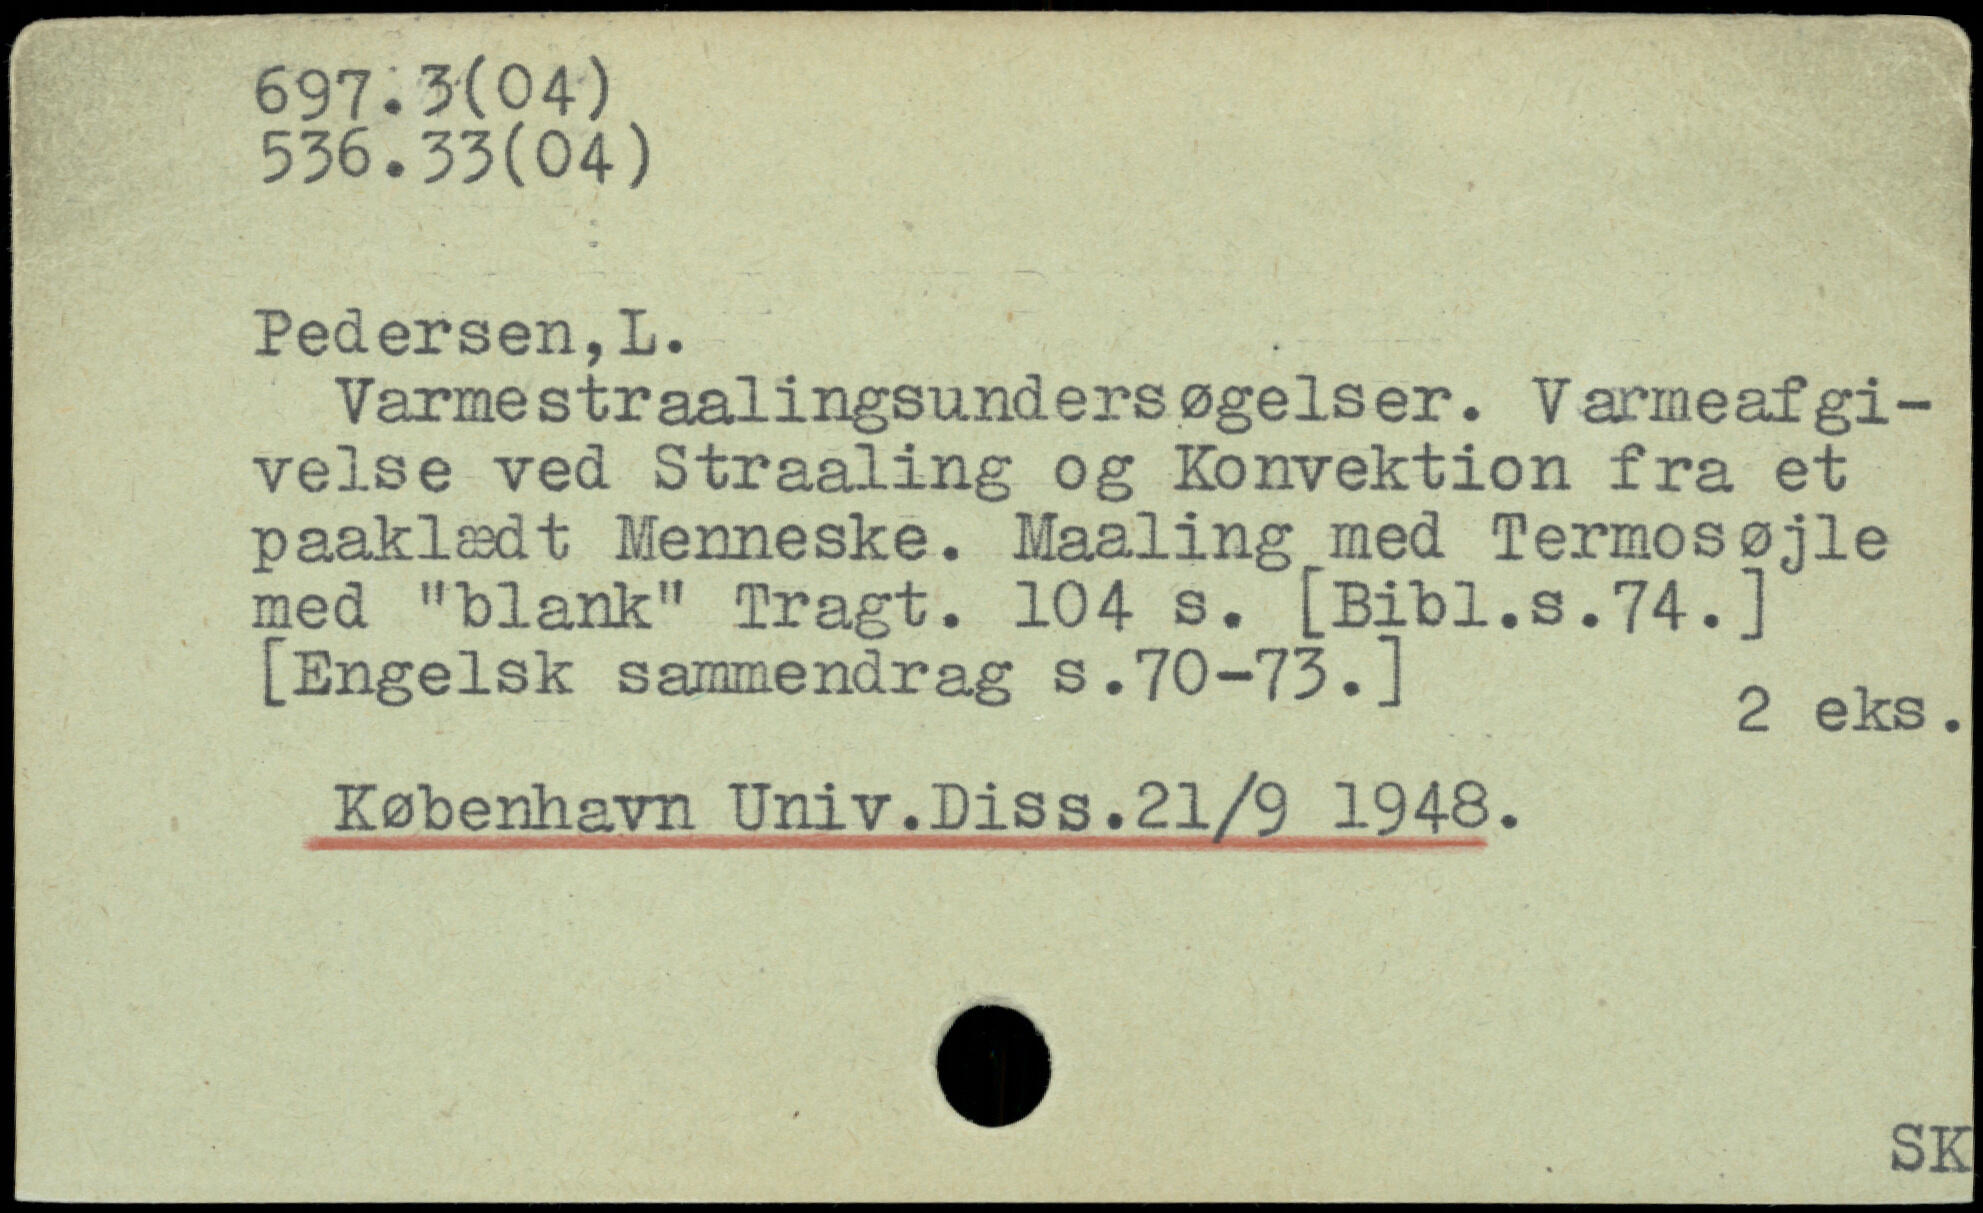 697.3(04)
536.33(04)
Pedersen,L.
Varmestraalingsundersøgelser. Varmeafgi-
velse ved Straaling og Konvektion fra et
paaklædt Menneske. Maaling med Termosøjle
med "blank" Tragt. 104 s. [Bibl.s.74.]
[Engelsk sammendrag s.70-73.]
2 eks.
København Univ.Diss.21/9 1948.
SK